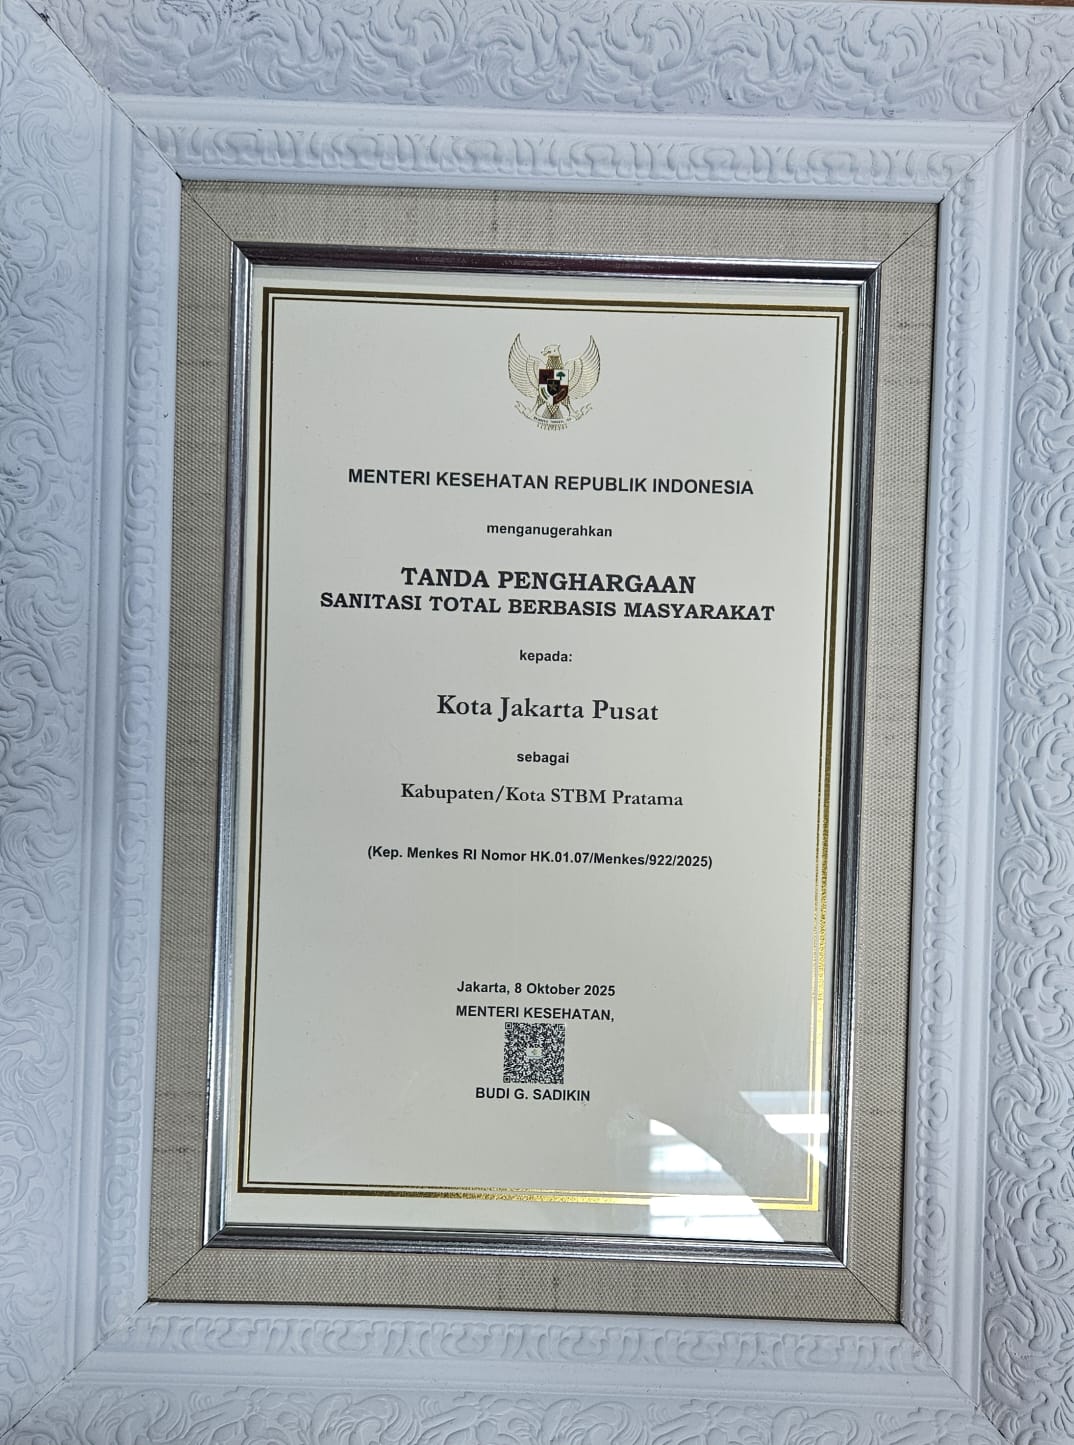 MENTERI KESEHATAN REPUBLIK INDONESIA
menganugerahkan
TANDA PENGHARGAAN
SANITASI TOTAL BERBASIS MASYARAKAT
kepada:
Kota Jakarta Pusat
sebagai
Kabupaten/Kota STBM Pratama
(Kep. Menkes RI Nomor HK.01.07/Menkes/922/2025)
Jakarta, 8 Oktober 2025
MENTERI KESEHATAN,
BUDI G. SADIKIN